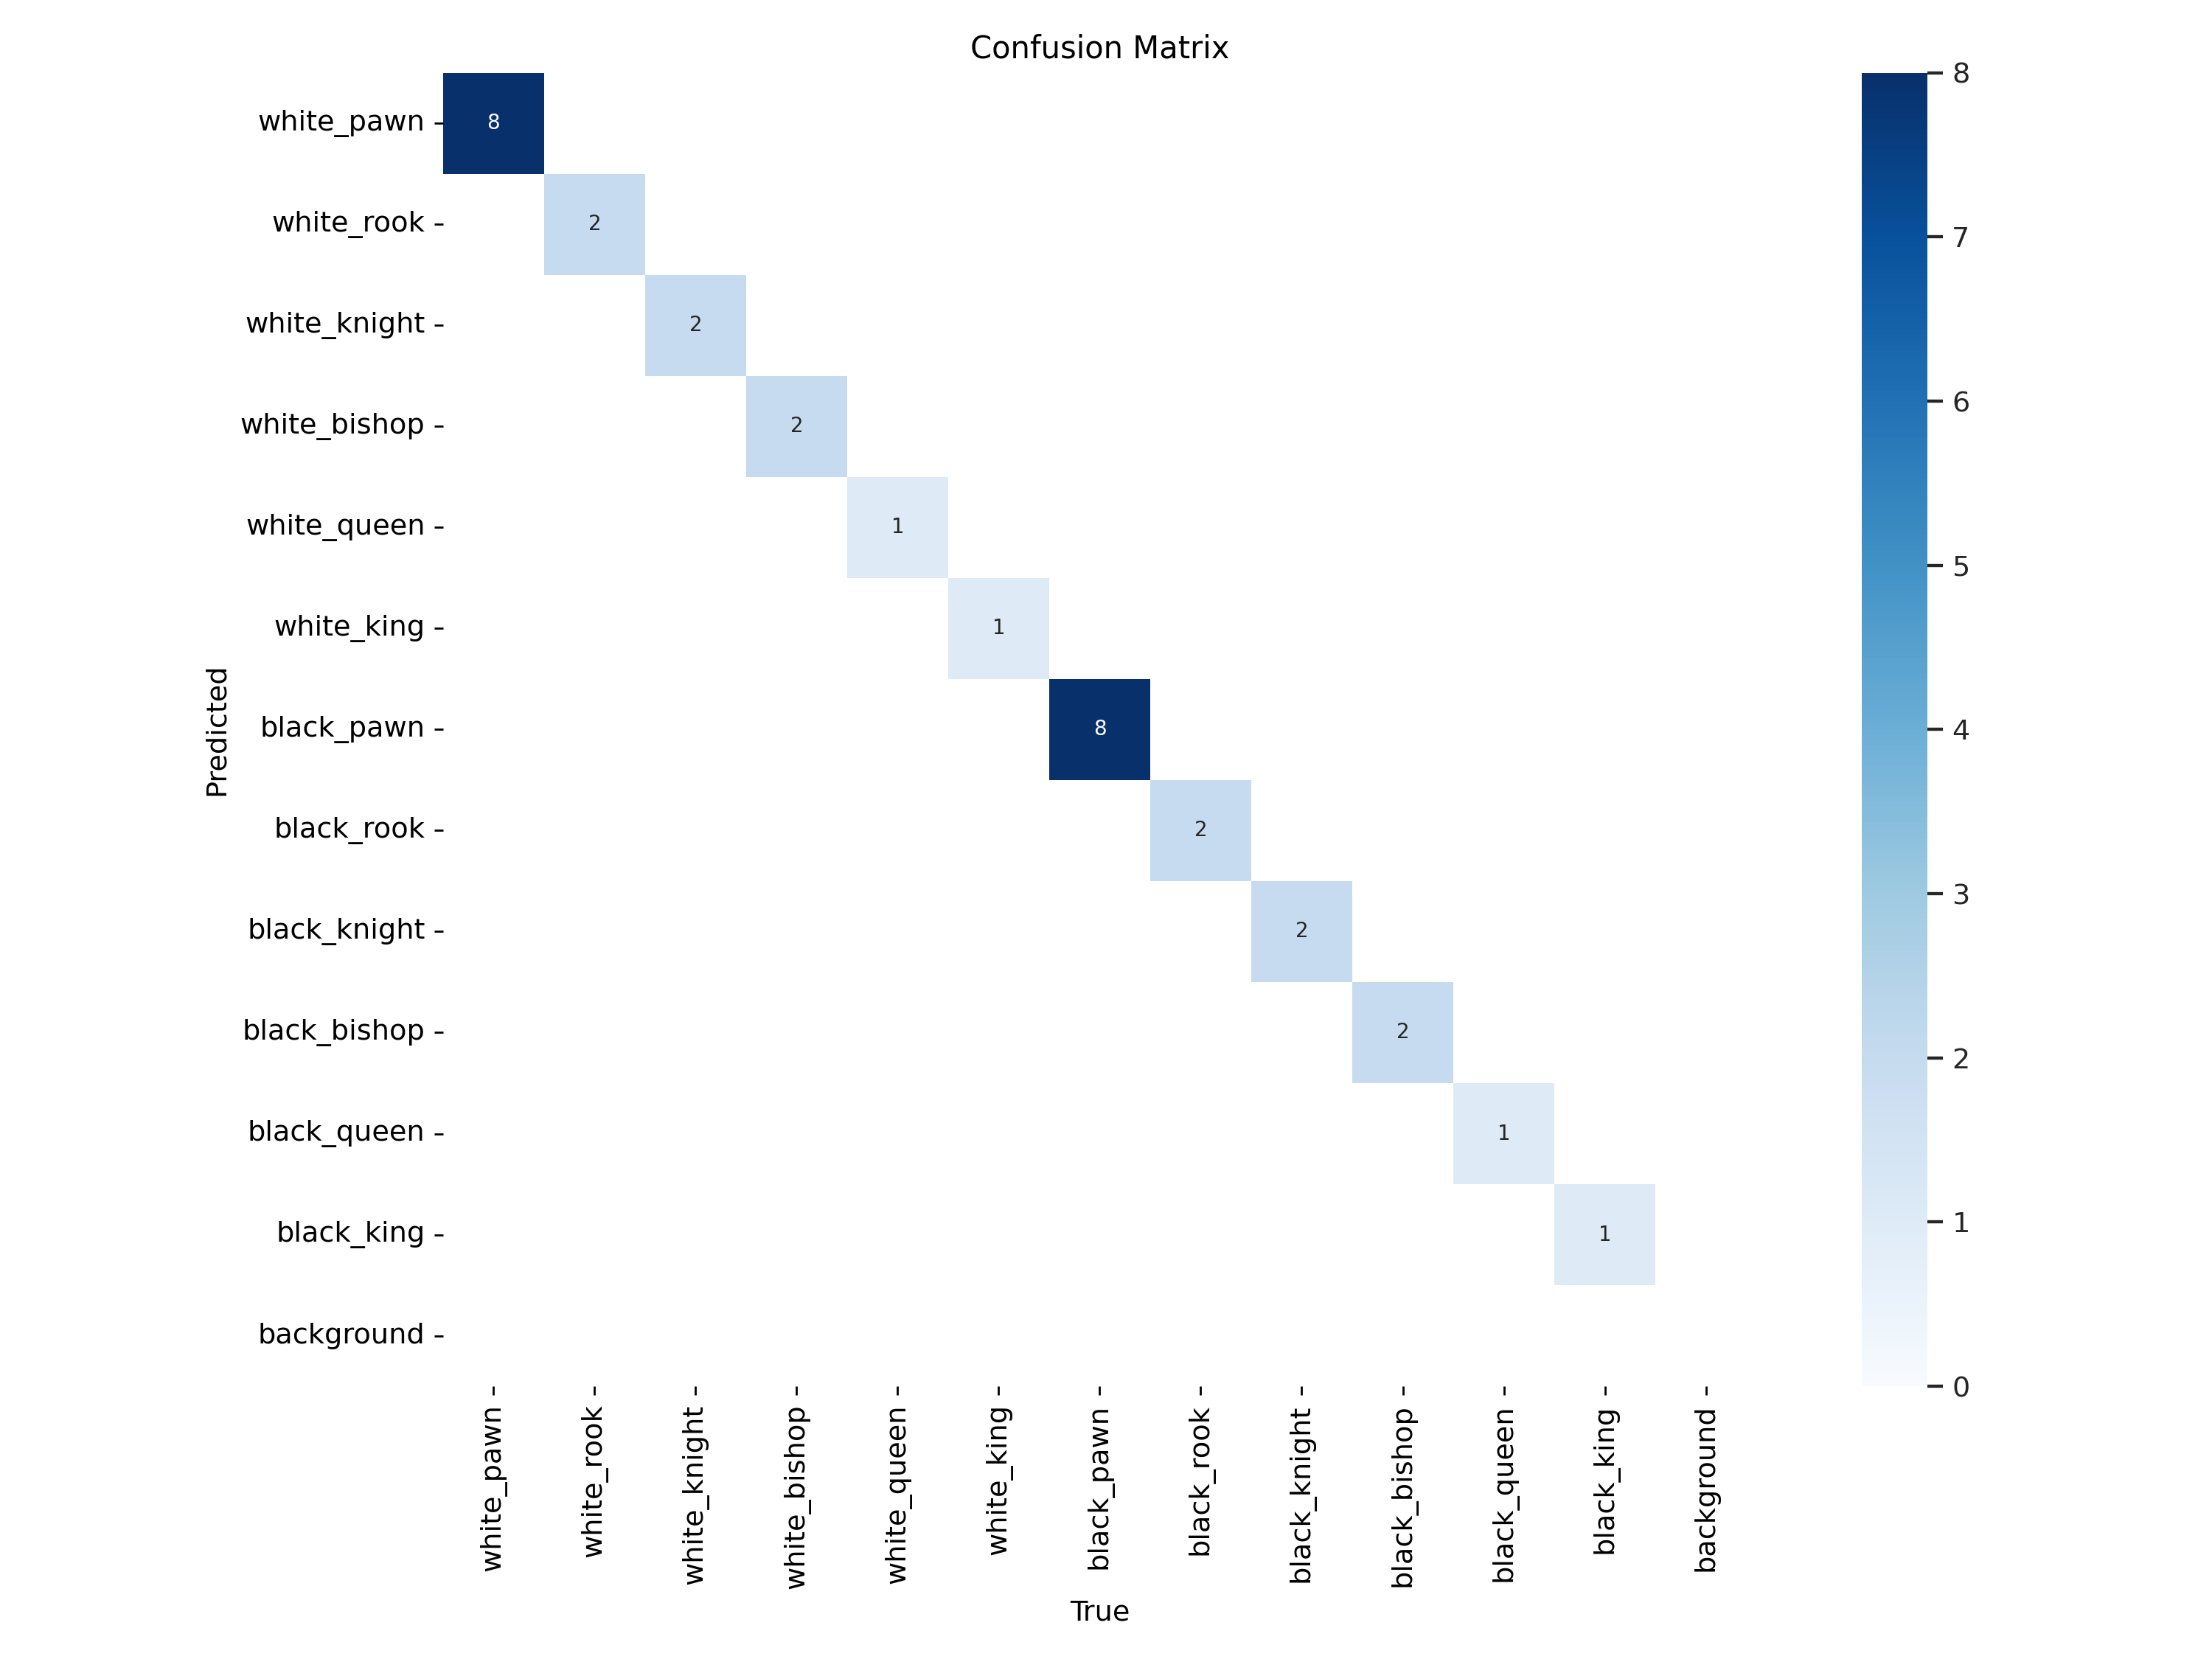 Confusion Matrix
white_pawn
white_rook
white_knight
white_bishop
white_queen
white_king
black_pawn
black_rook
black_knight
black_bishop
black_queen
black_king
background
Predicted
8
2
2
2
1
1
8
2
2
2
1
1
white_pawn
white_rook
white_knight
white_bishop
white_queen
white_king
black_pawn
black_rook
black_knight
black_bishop
black_queen
black_king
background
True
8
7
6
5
4
3
2
1
0